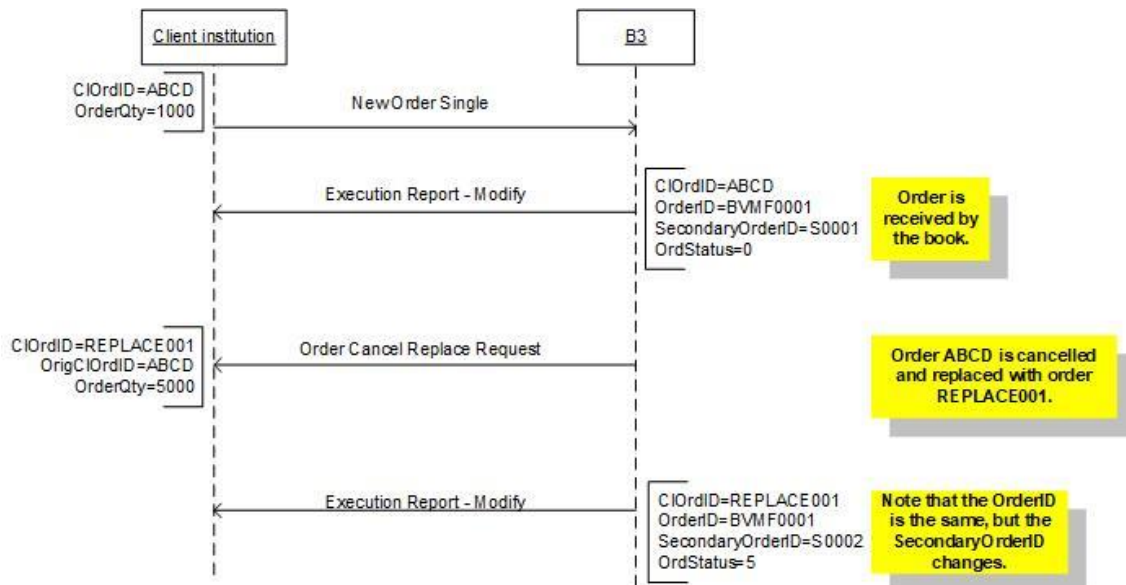 Client institution
B3
ClOrdID=ABCD
OrderQty=1000
New Order Single
Execution Report - Modify
ClOrdID=ABCD
OrderID=BVMF0001
SecondaryOrderID=S0001
OrdStatus=0
Order is
received by
the book.
ClOrdID=REPLACE001
OrigClOrdID=ABCD
OrderQty=5000
Order Cancel Replace Request
Order ABCD is cancelled
and replaced with order
REPLACE001.
Execution Report - Modify
ClOrdID=REPLACE001
OrderID=BVMF0001
SecondaryOrderID=S0002
OrdStatus=5
Note that the OrderID
is the same, but the
SecondaryOrderID
changes.